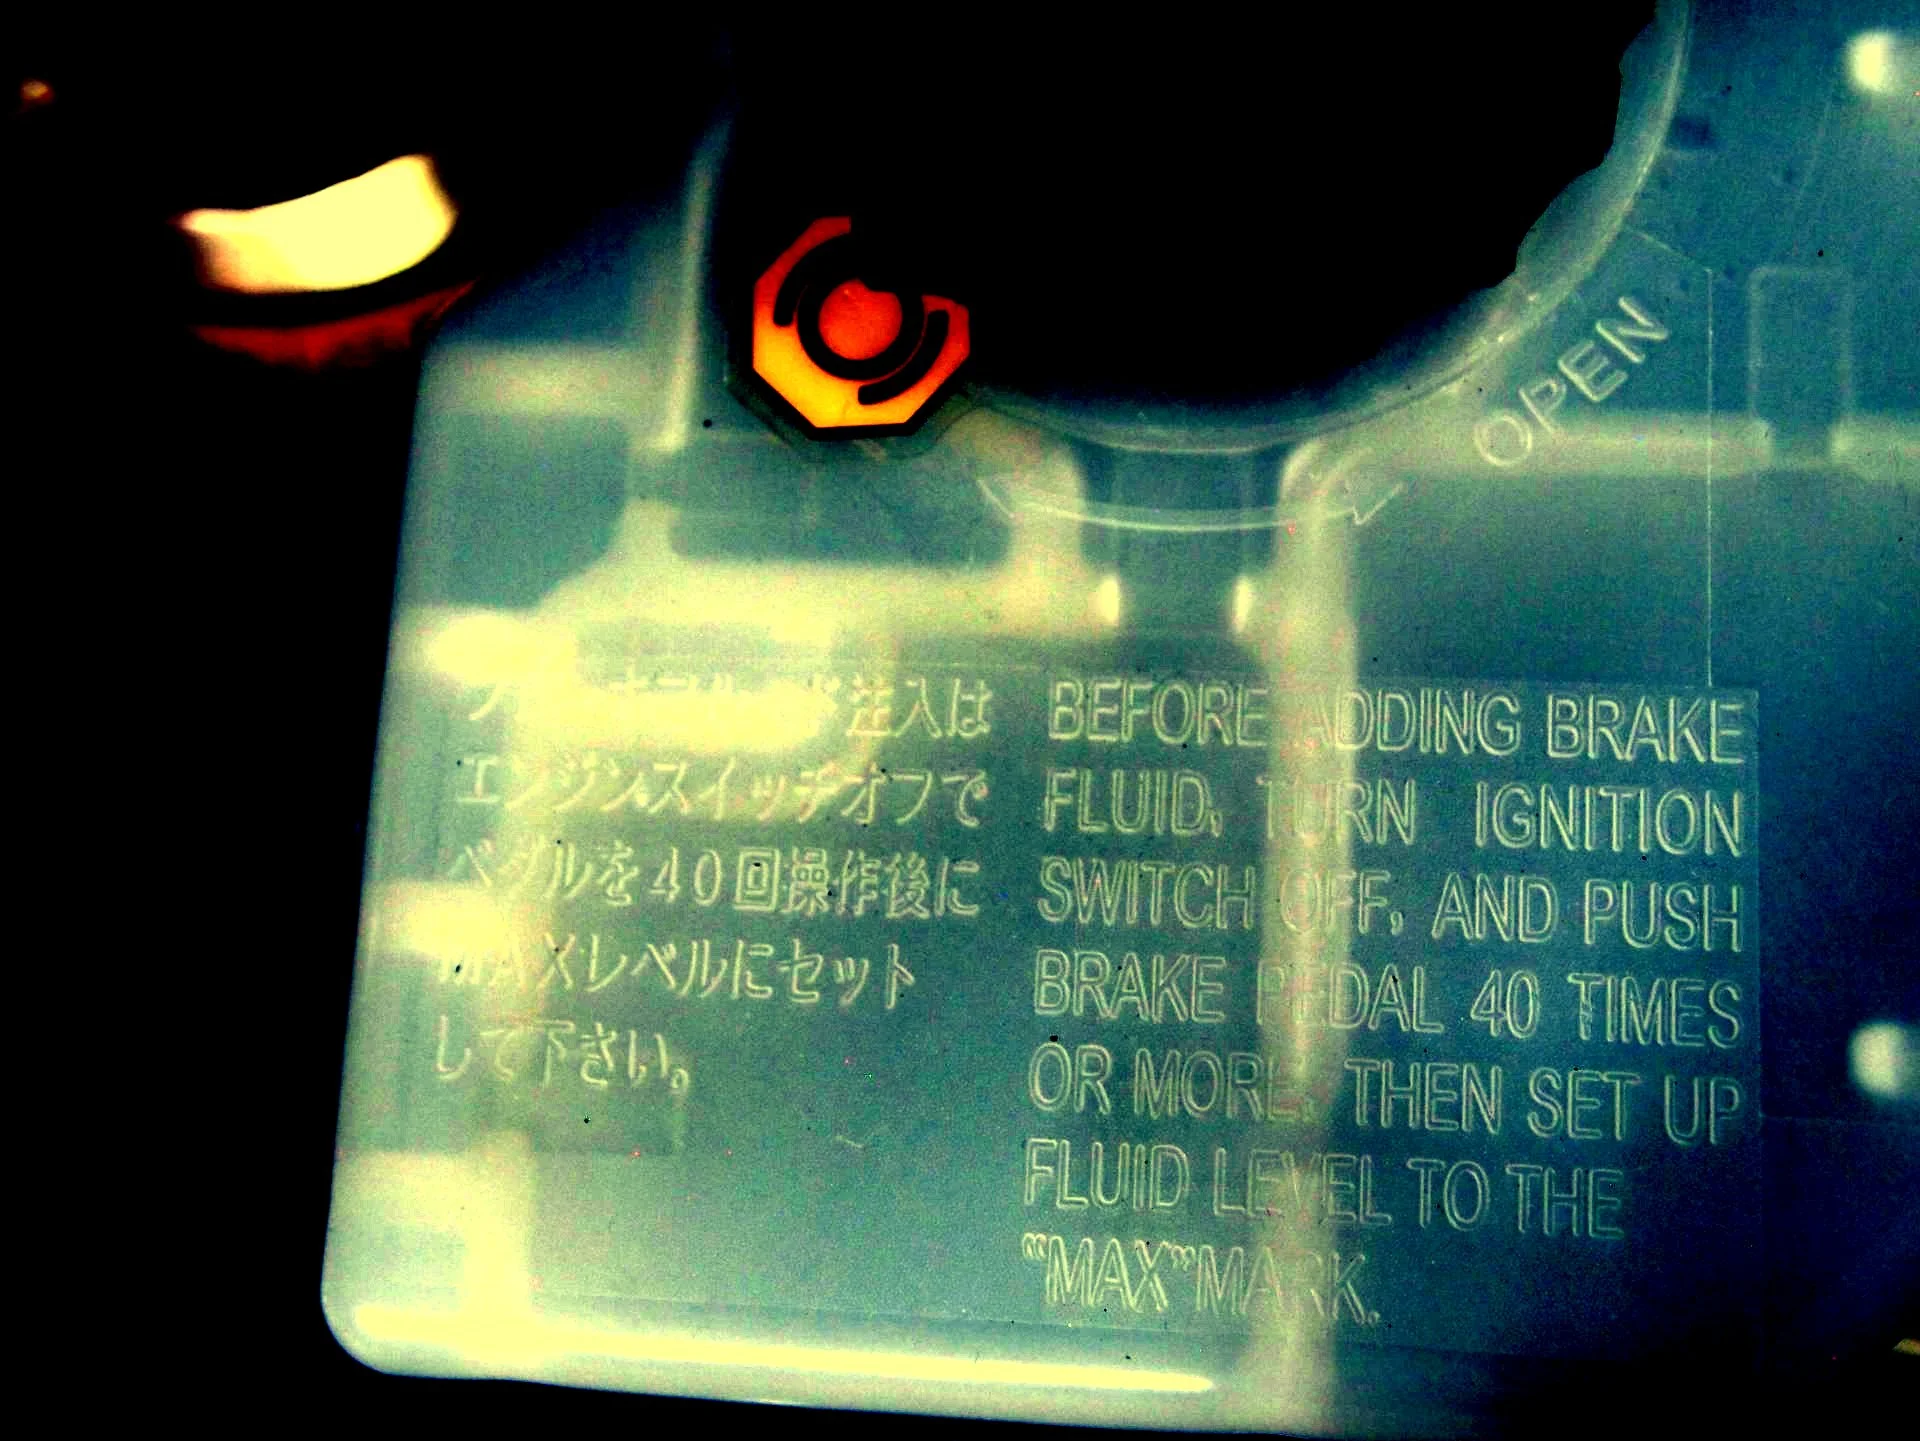 OPEN
注入は
エンジンスイッチオフで
ペダルを40回操作後に
MAXレベルにセット
して下さい。
BEFORE ADDING BRAKE
FLUID, TURN IGNITION
SWITCH OFF, AND PUSH
BRAKE PEDAL 40 TIMES
OR MORE, THEN SET UP
FLUID LEVEL TO THE
“MAX”MARK.